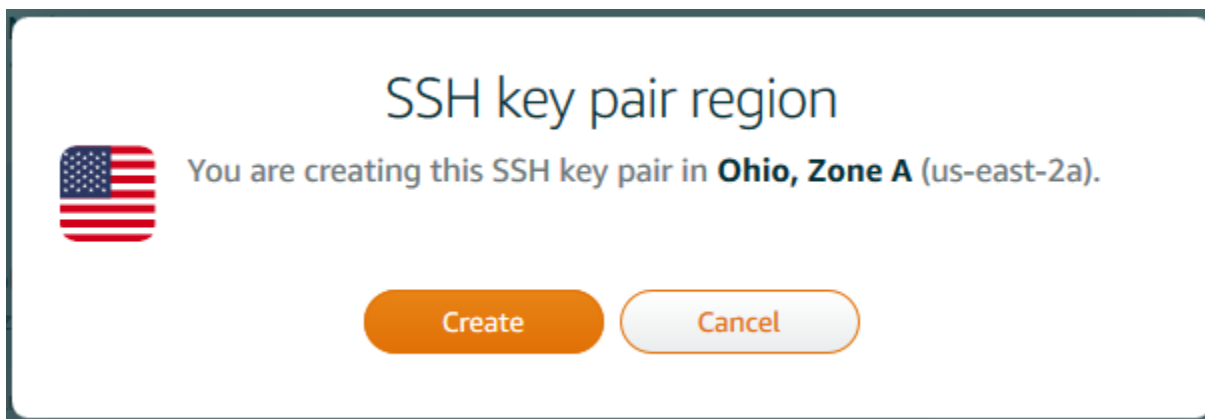 SSH key pair region
You are creating this SSH key pair in Ohio, Zone A (us-east-2a).
Create
Cancel